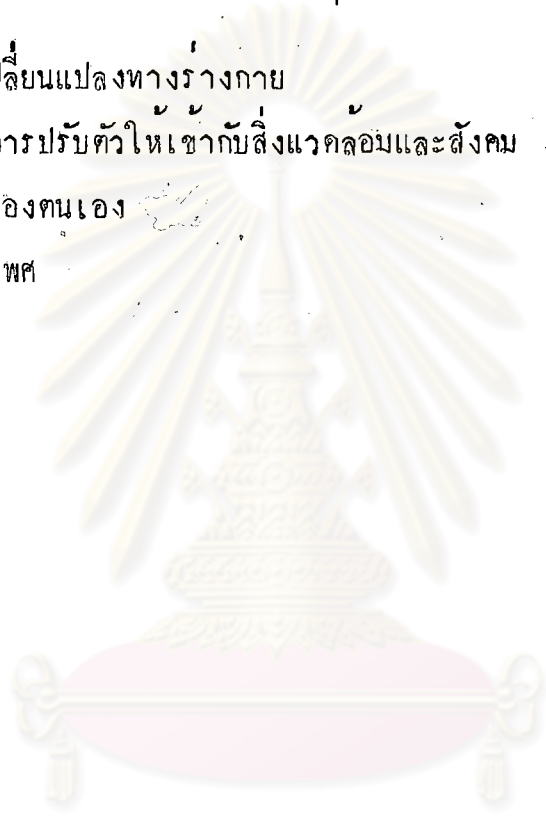 ปลี่ยนแปลงทางร่างกาย
ารปรับตัวให้เข้ากับสิ่งแวดล้อมและสังคม
องตนเอง
พศ